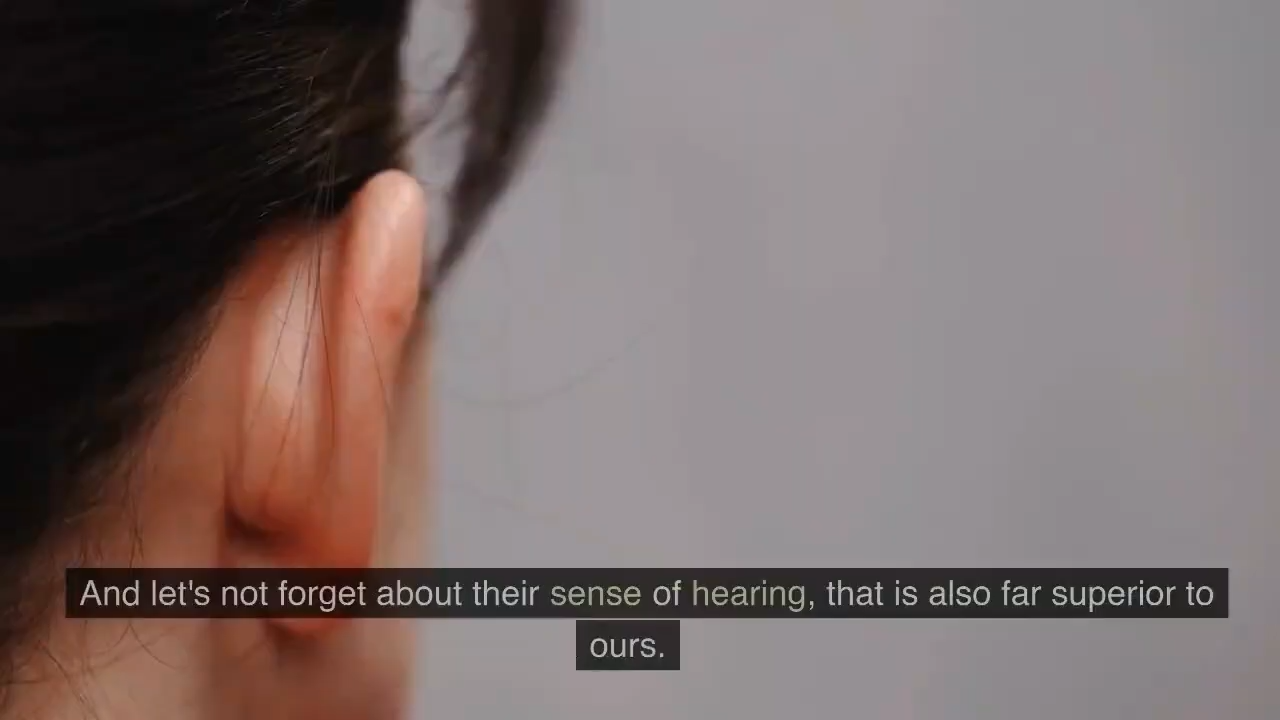 And let's not forget about their sense of hearing, that is also far superior to
ours.